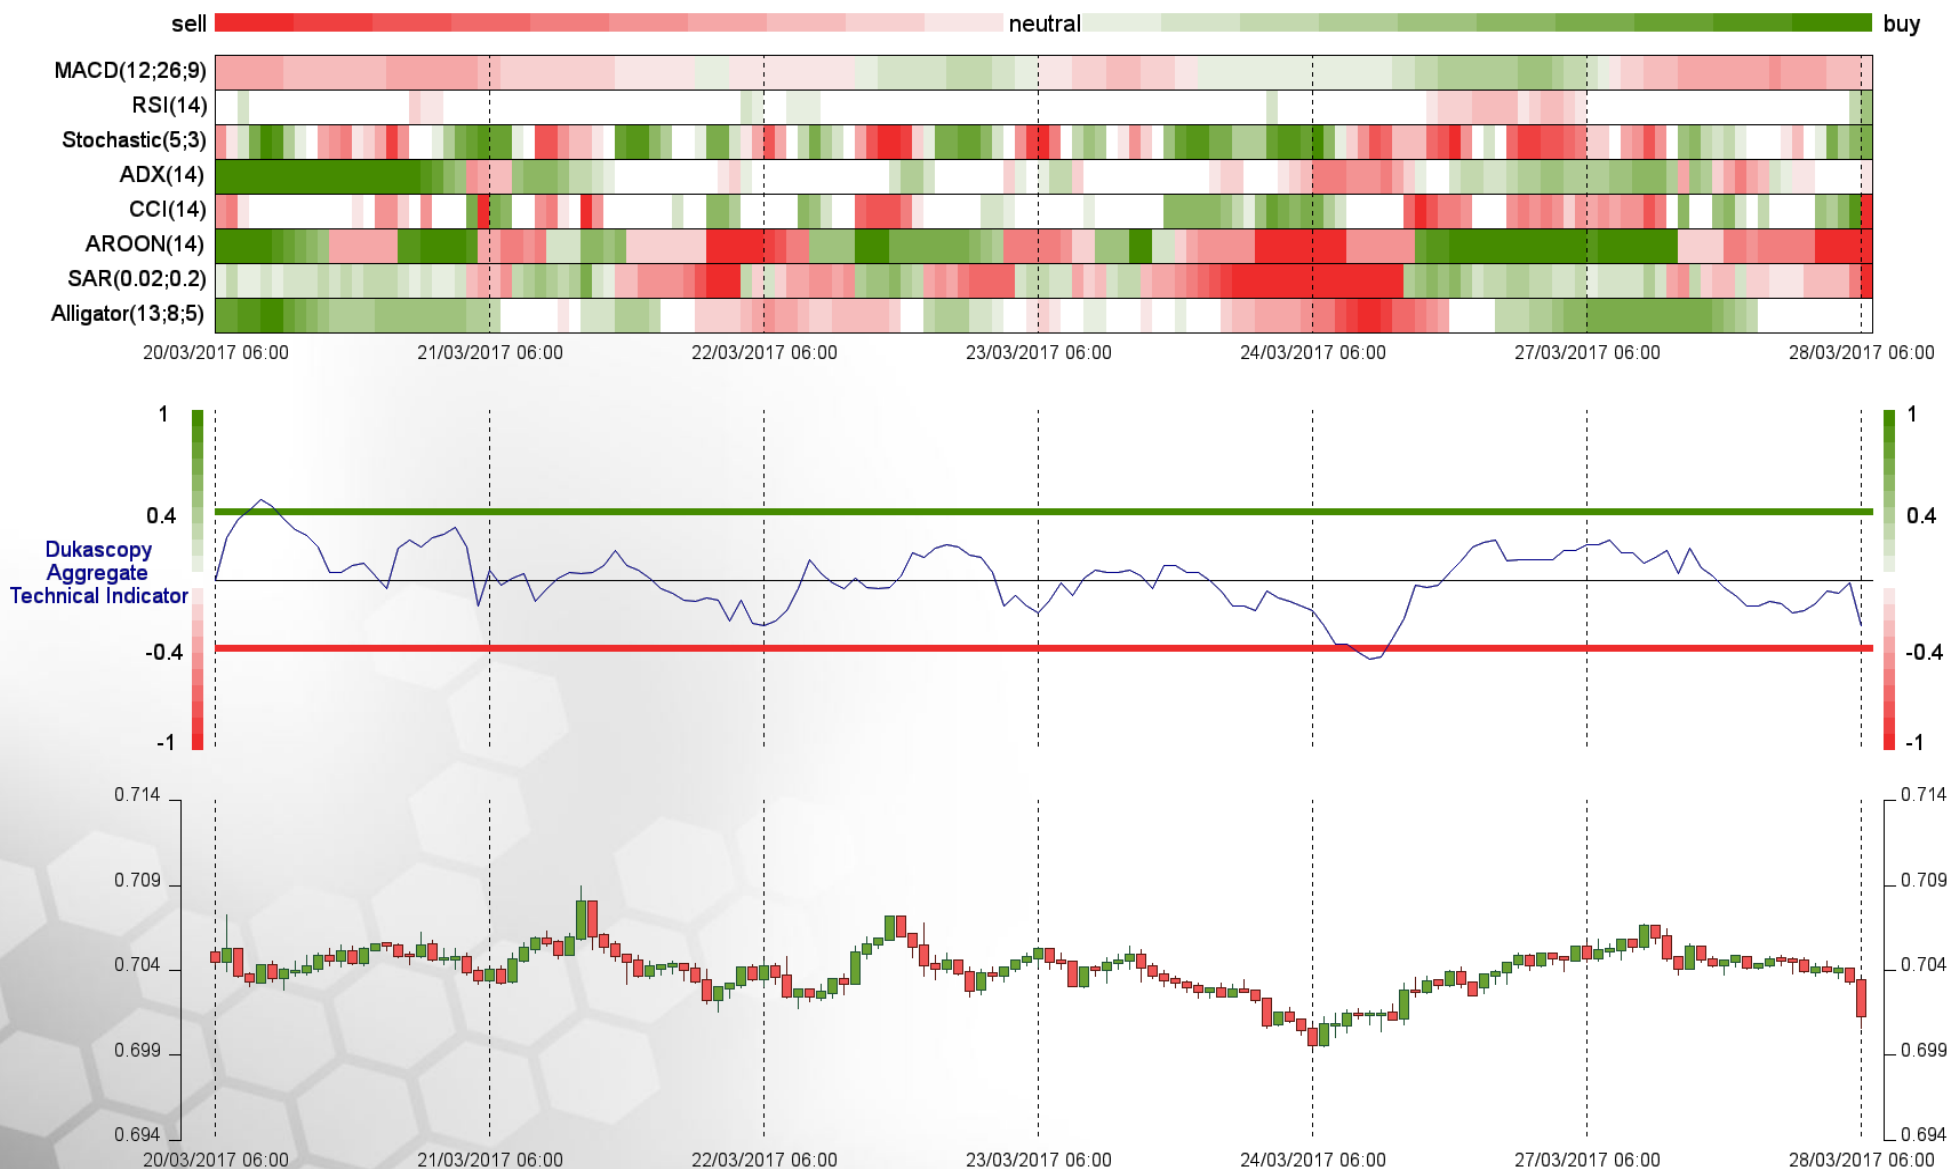 sell neutral buy
MACD(12;26;9)
RSI(14)
Stochastic(5;3)
ADX(14)
CCI(14)
AROON(14)
SAR(0.02;0.2)
Alligator(13;8;5)
20/03/2017 06:00 21/03/2017 06:00 22/03/2017 06:00 23/03/2017 06:00 24/03/2017 06:00 27/03/2017 06:00 28/03/2017 06:00
1 1
0.4 0.4
Dukascopy
Aggregate
Technical Indicator
-0.4 -0.4
-1 -1
0.714 0.714
0.709 0.709
0.704 0.704
0.699 0.699
0.694 0.694
20/03/2017 06:00 21/03/2017 06:00 22/03/2017 06:00 23/03/2017 06:00 24/03/2017 06:00 27/03/2017 06:00 28/03/2017 06:00